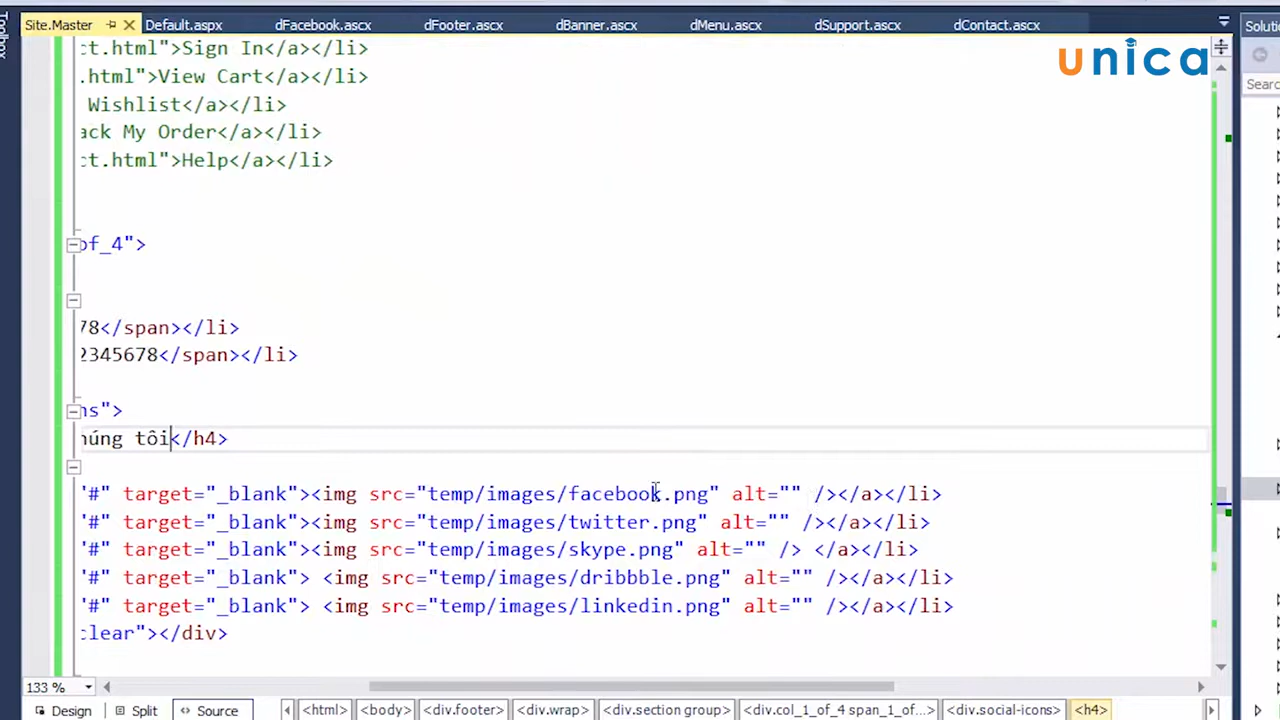 Site.Master Default.aspx dFacebook.ascx dFooter.ascx dBanner.ascx dMenu.ascx dSupport.ascx dContact.ascx
Toolbox
Soluti
unica
Searc
ct.html">Sign In</a></li>
.html">View Cart</a></li>
Wishlist</a></li>
ack My Order</a></li>
ct.html">Help</a></li>
of_4">
78</span></li>
2345678</span></li>
ns">
húng tôi</h4>
"#" target="_blank"><img src="temp/images/facebook.png" alt="" /></a></li>
"#" target="_blank"><img src="temp/images/twitter.png" alt="" /></a></li>
"#" target="_blank"><img src="temp/images/skype.png" alt="" /> </a></li>
"#" target="_blank"> <img src="temp/images/dribbble.png" alt="" /></a></li>
"#" target="_blank"> <img src="temp/images/linkedin.png" alt="" /></a></li>
clear"></div>
133 %
Design Split Source <html> <body> <div.footer> <div.wrap> <div.section group> <div.col_1_of_4 span_1_of...> <div.social-icons> <h4>